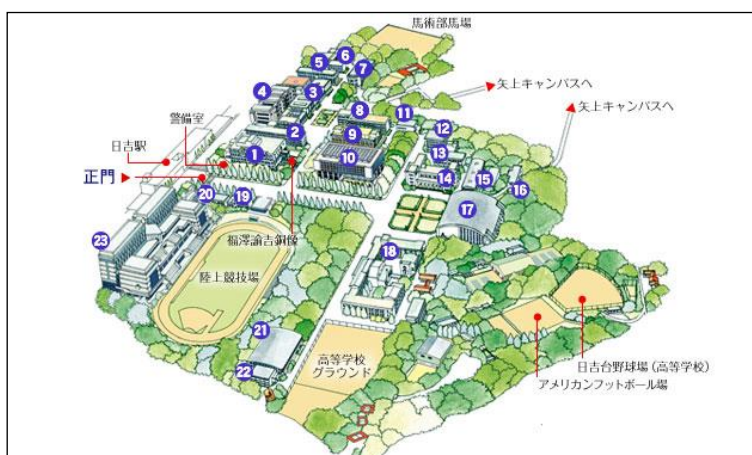 馬術部馬場
矢上キャンパスへ
矢上キャンパスへ
警備室
日吉駅
正門
福澤諭吉銅像
陸上競技場
高等学校
グラウンド
日吉台野球場(高等学校)
アメリカンフットボール場
6
5
7
4
3
8
11
2
9
12
1
10
13
14
15
16
20
19
17
23
18
21
22